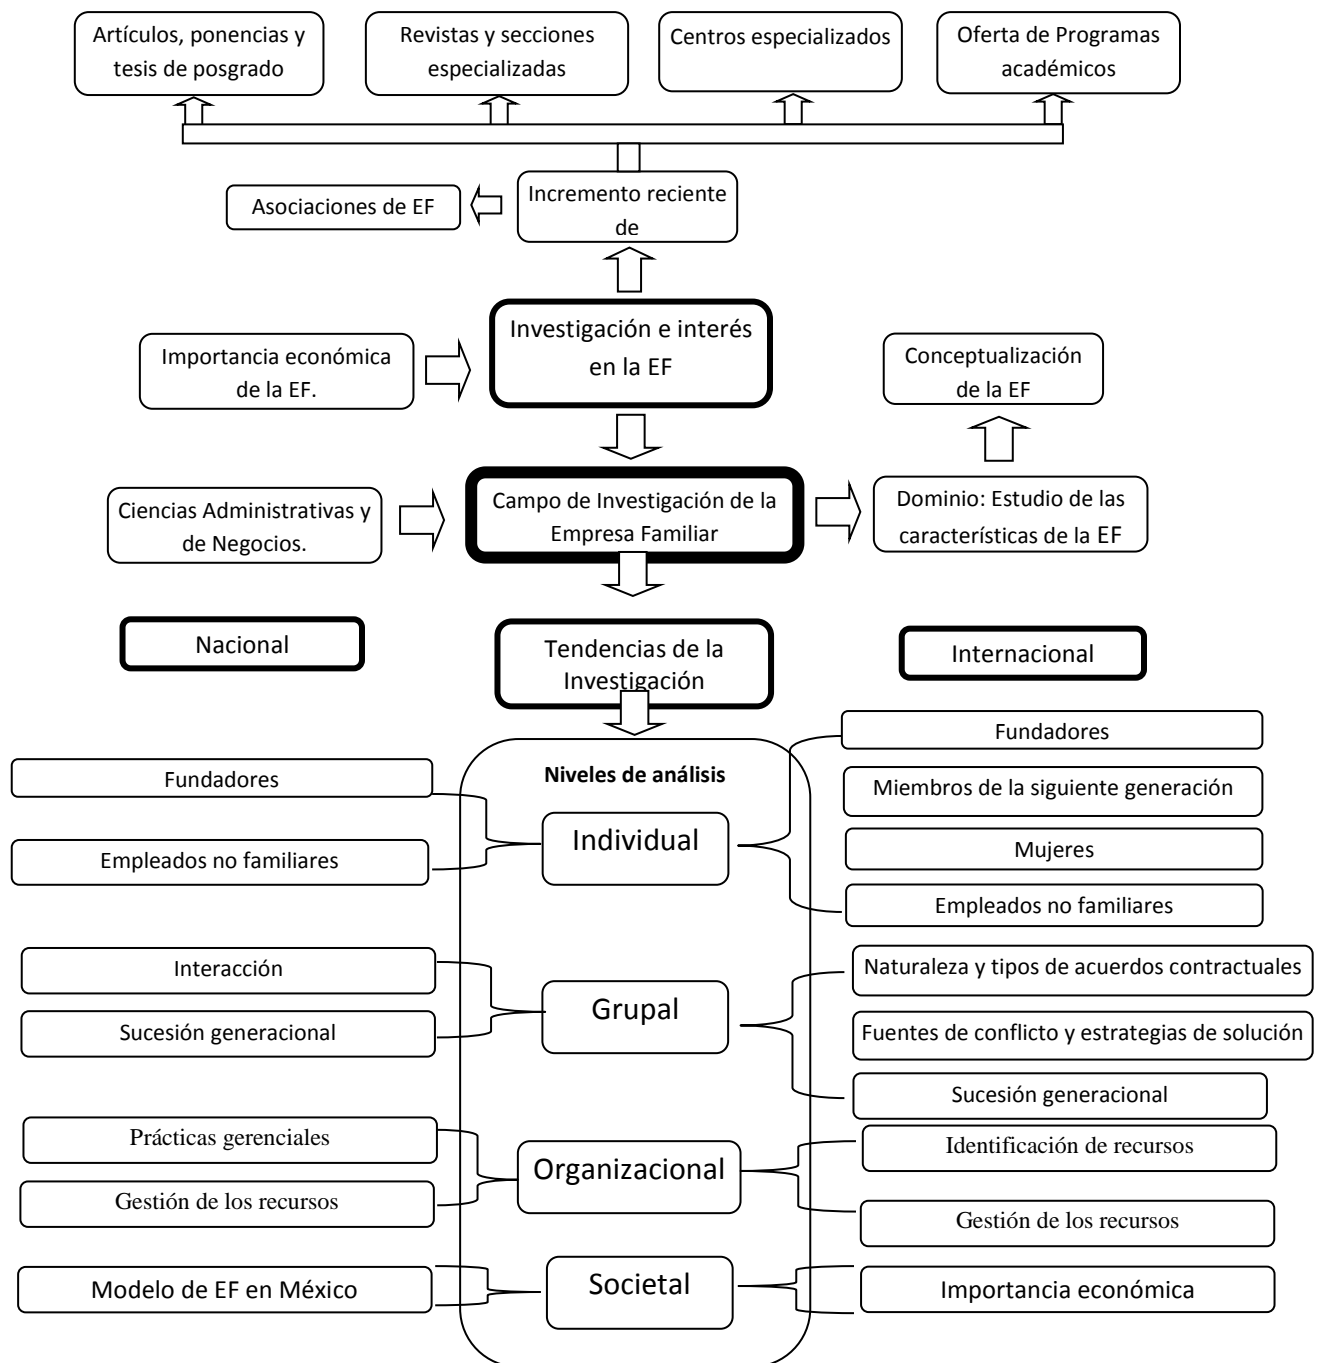 Artículos, ponencias y
tesis de posgrado
Revistas y secciones
especializadas
Centros especializados
Oferta de Programas
académicos
Asociaciones de EF
Incremento reciente
de
Importancia económica
de la EF.
Investigación e interés
en la EF
Conceptualización
de la EF
Ciencias Administrativas y
de Negocios.
Campo de Investigación de la
Empresa Familiar
Dominio: Estudio de las
características de la EF
Nacional
Tendencias de la
Investigación
Internacional
Niveles de análisis
Fundadores
Empleados no familiares
Individual
Fundadores
Miembros de la siguiente generación
Mujeres
Empleados no familiares
Interacción
Sucesión generacional
Grupal
Naturaleza y tipos de acuerdos contractuales
Fuentes de conflicto y estrategias de solución
Sucesión generacional
Prácticas gerenciales
Gestión de los recursos
Organizacional
Identificación de recursos
Gestión de los recursos
Modelo de EF en México
Societal
Importancia económica